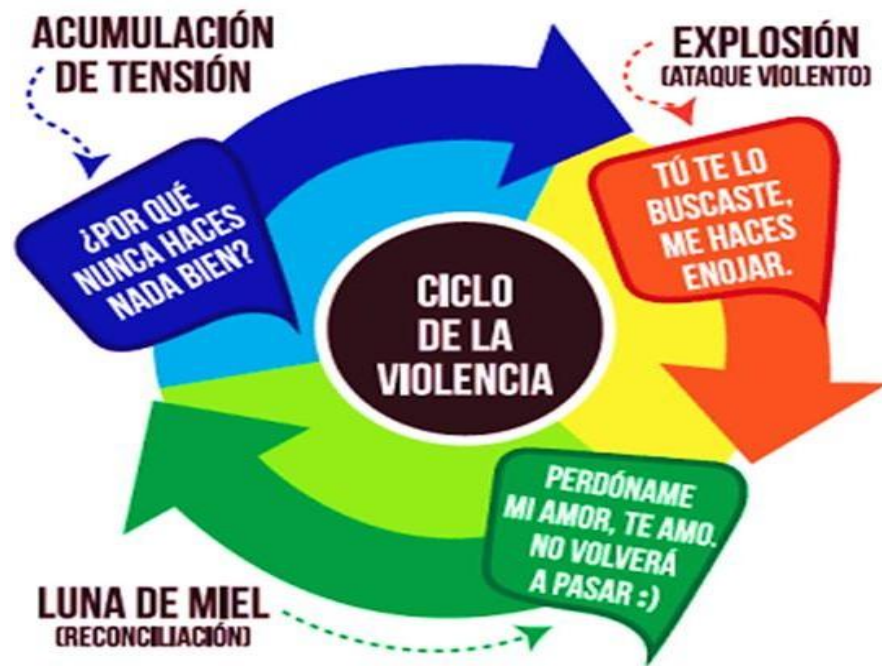 ACUMULACIÓN
DE TENSIÓN
¿POR QUÉ
NUNCA HACES
NADA BIEN?
EXPLOSIÓN
(ATAQUE VIOLENTO)
TÚ TE LO
BUSCASTE,
ME HACES
ENOJAR.
CICLO
DE LA
VIOLENCIA
PERDÓNAME
MI AMOR, TE AMO.
NO VOLVERÁ
A PASAR :)
LUNA DE MIEL
(RECONCILIACIÓN)